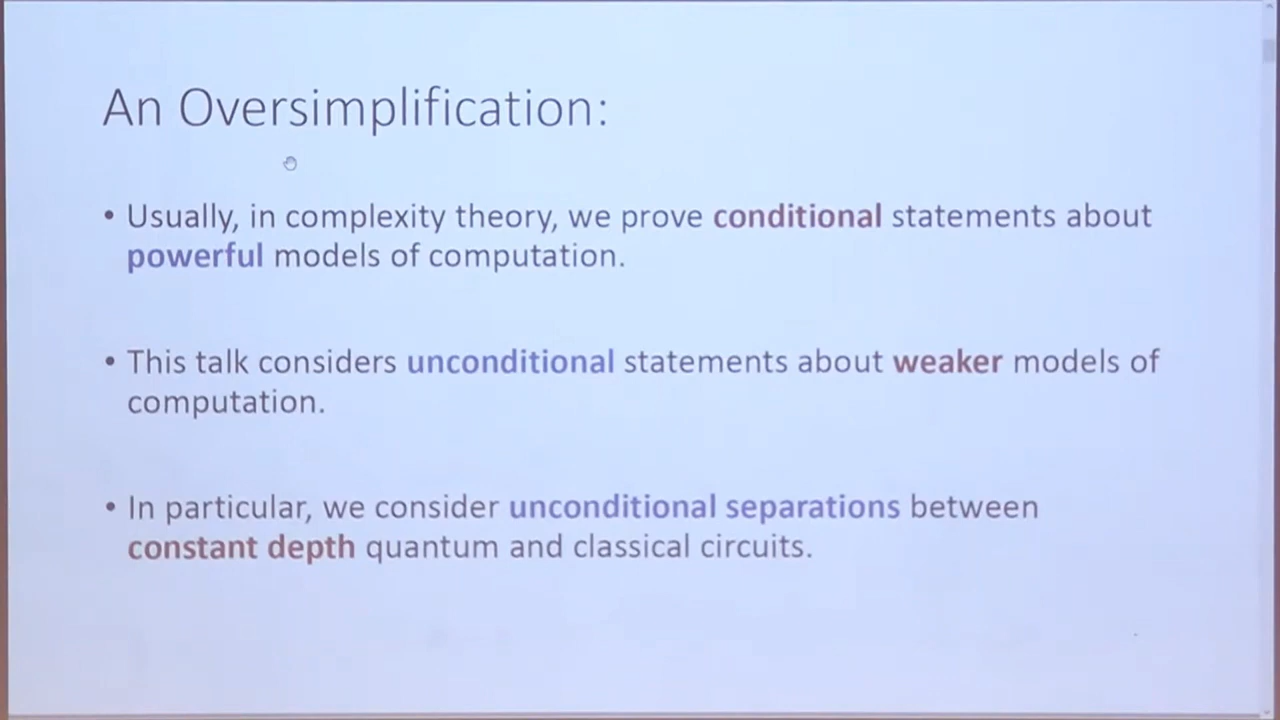 An Oversimplification:
• Usually, in complexity theory, we prove conditional statements about
powerful models of computation.
• This talk considers unconditional statements about weaker models of
computation.
• In particular, we consider unconditional separations between
constant depth quantum and classical circuits.